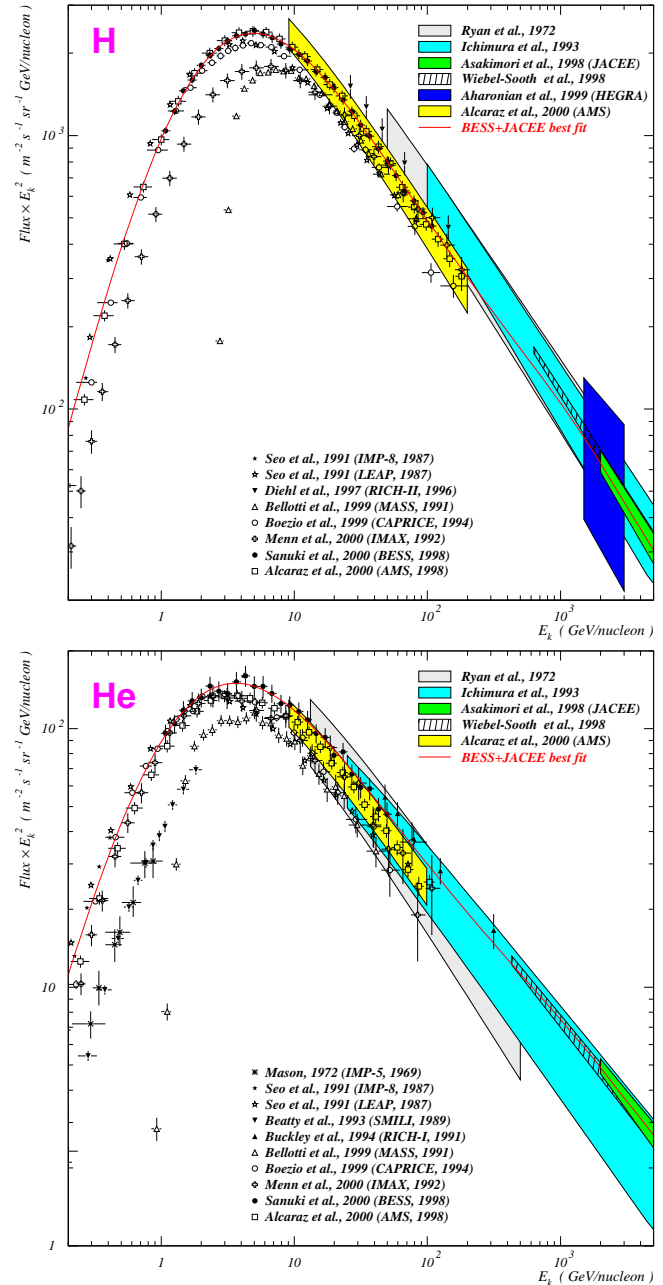 H
Flux × E_k^2 ( m^-2 s^-1 sr^-1 GeV/nucleon )
Ryan et al., 1972
Ichimura et al., 1993
Asakimori et al., 1998 (JACEE)
Wiebel-Sooth et al., 1998
Aharonian et al., 1999 (HEGRA)
Alcaraz et al., 2000 (AMS)
BESS+JACEE best fit
10^3
10^2
Seo et al., 1991 (IMP-8, 1987)
Seo et al., 1991 (LEAP, 1987)
Diehl et al., 1997 (RICH-II, 1996)
Bellotti et al., 1999 (MASS, 1991)
Boezio et al., 1999 (CAPRICE, 1994)
Menn et al., 2000 (IMAX, 1992)
Sanuki et al., 2000 (BESS, 1998)
Alcaraz et al., 2000 (AMS, 1998)
1 10 10^2 10^3
E_k ( GeV/nucleon )
He
Flux × E_k^2 ( m^-2 s^-1 sr^-1 GeV/nucleon )
Ryan et al., 1972
Ichimura et al., 1993
Asakimori et al., 1998 (JACEE)
Wiebel-Sooth et al., 1998
Alcaraz et al., 2000 (AMS)
BESS+JACEE best fit
10^2
10
1
Mason, 1972 (IMP-5, 1969)
Seo et al., 1991 (IMP-8, 1987)
Seo et al., 1991 (LEAP, 1987)
Beatty et al., 1993 (SMILI, 1989)
Buckley et al., 1994 (RICH-I, 1991)
Bellotti et al., 1999 (MASS, 1991)
Boezio et al., 1999 (CAPRICE, 1994)
Menn et al., 2000 (IMAX, 1992)
Sanuki et al., 2000 (BESS, 1998)
Alcaraz et al., 2000 (AMS, 1998)
1 10 10^2 10^3
E_k ( GeV/nucleon )